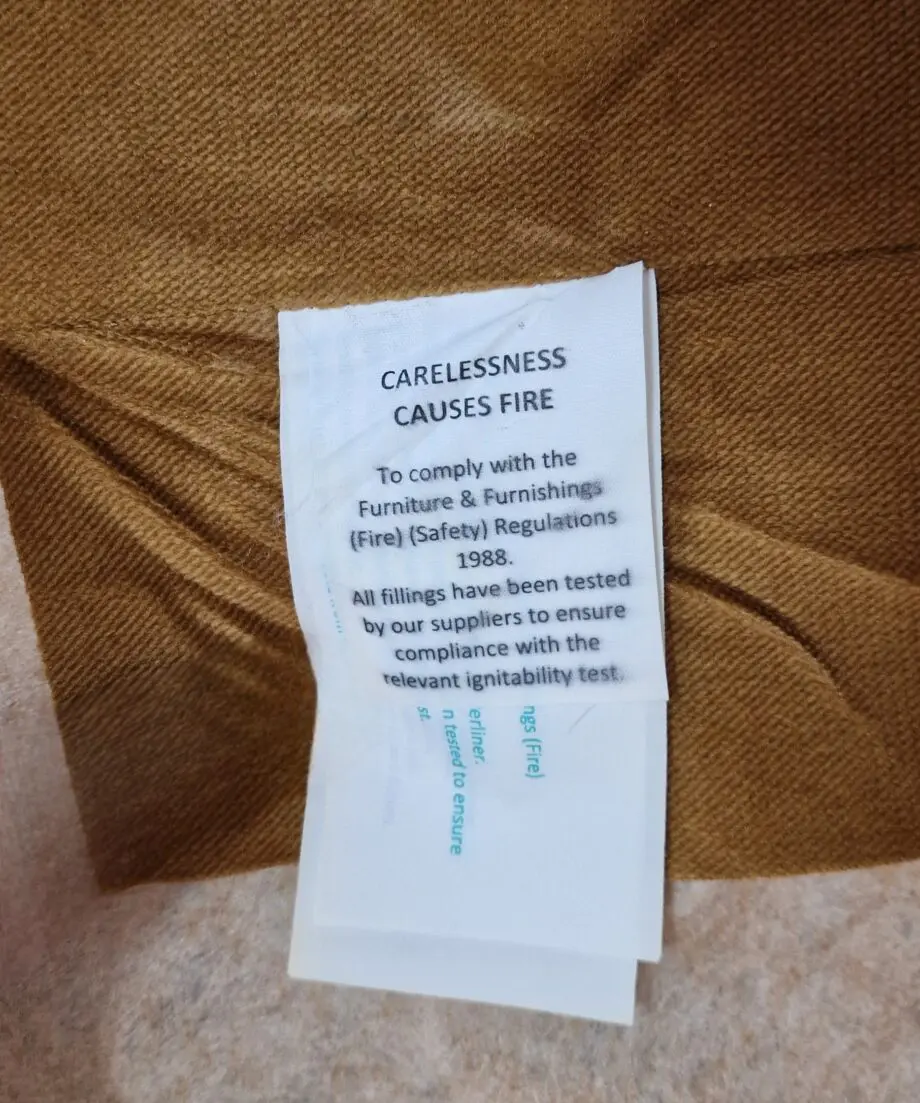 CARELESSNESS
CAUSES FIRE
To comply with the
Furniture & Furnishings
(Fire) (Safety) Regulations
1988.
All fillings have been tested
by our suppliers to ensure
compliance with the
relevant ignitability test.
ngs (Fire)
erliner.
n tested to ensure
st.